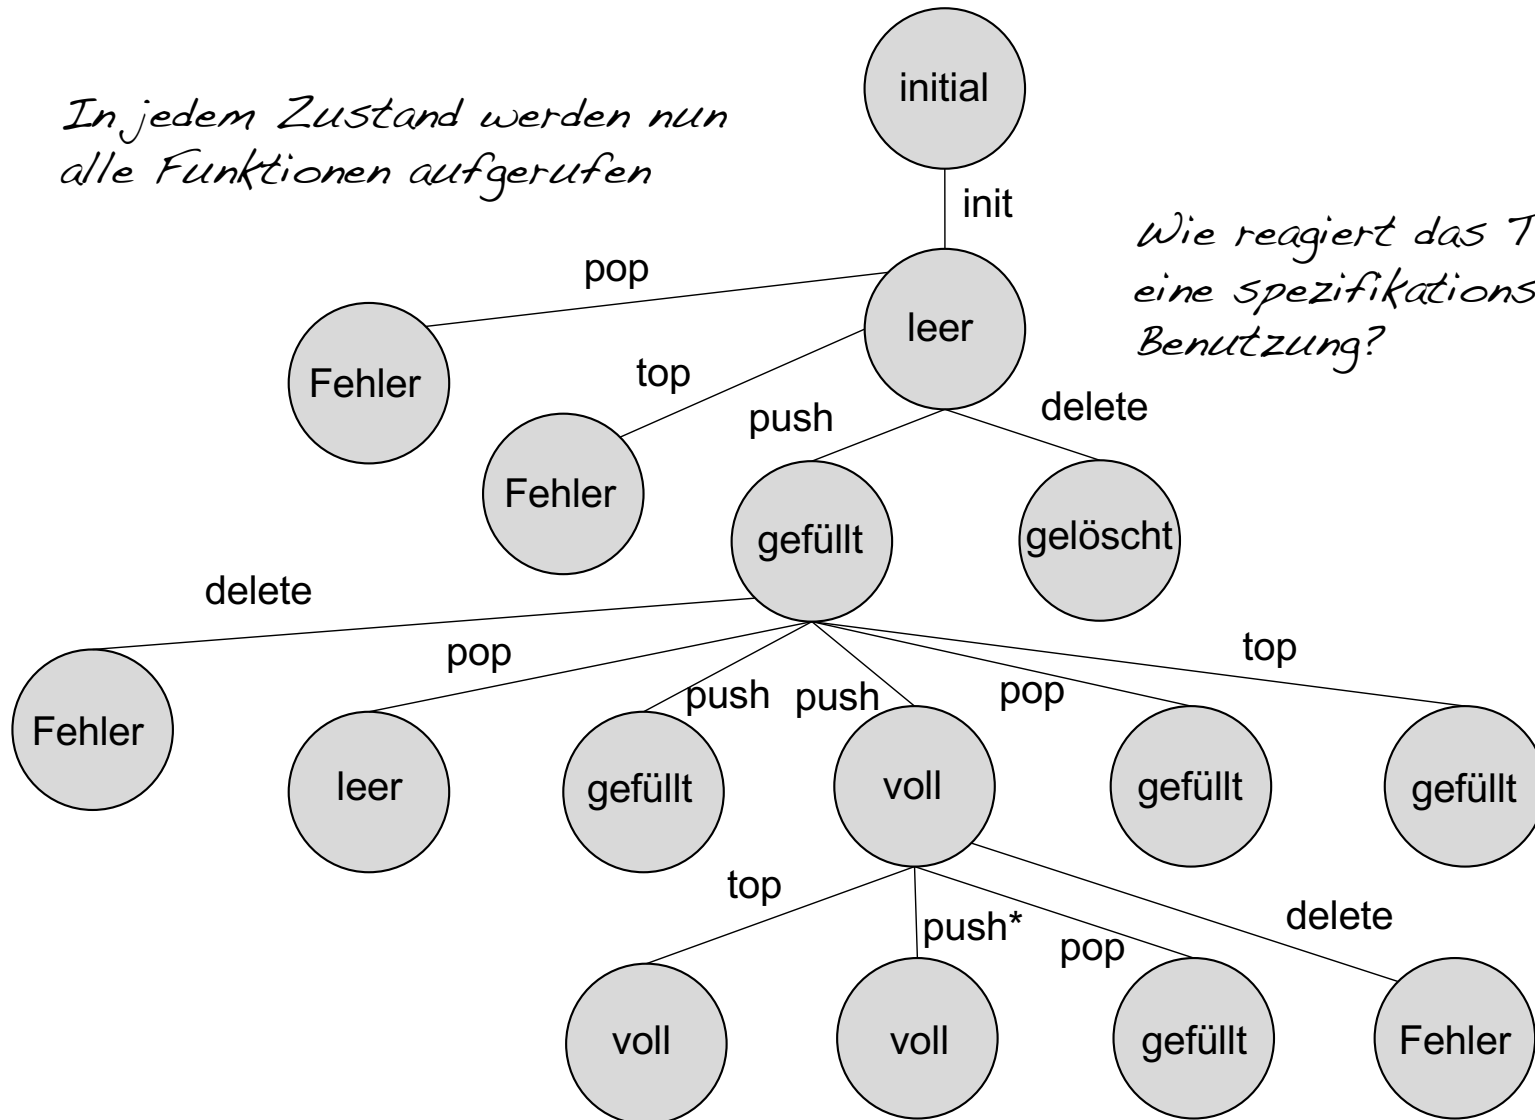 initial
In jedem Zustand werden nun
alle Funktionen aufgerufen
init
Wie reagiert das
eine spezifikations
Benutzung?
pop
leer
Fehler
top
push
delete
Fehler
gefüllt
gelöscht
delete
pop
push
push
pop
top
Fehler
leer
gefüllt
voll
gefüllt
gefüllt
top
push*
pop
delete
voll
voll
gefüllt
Fehler